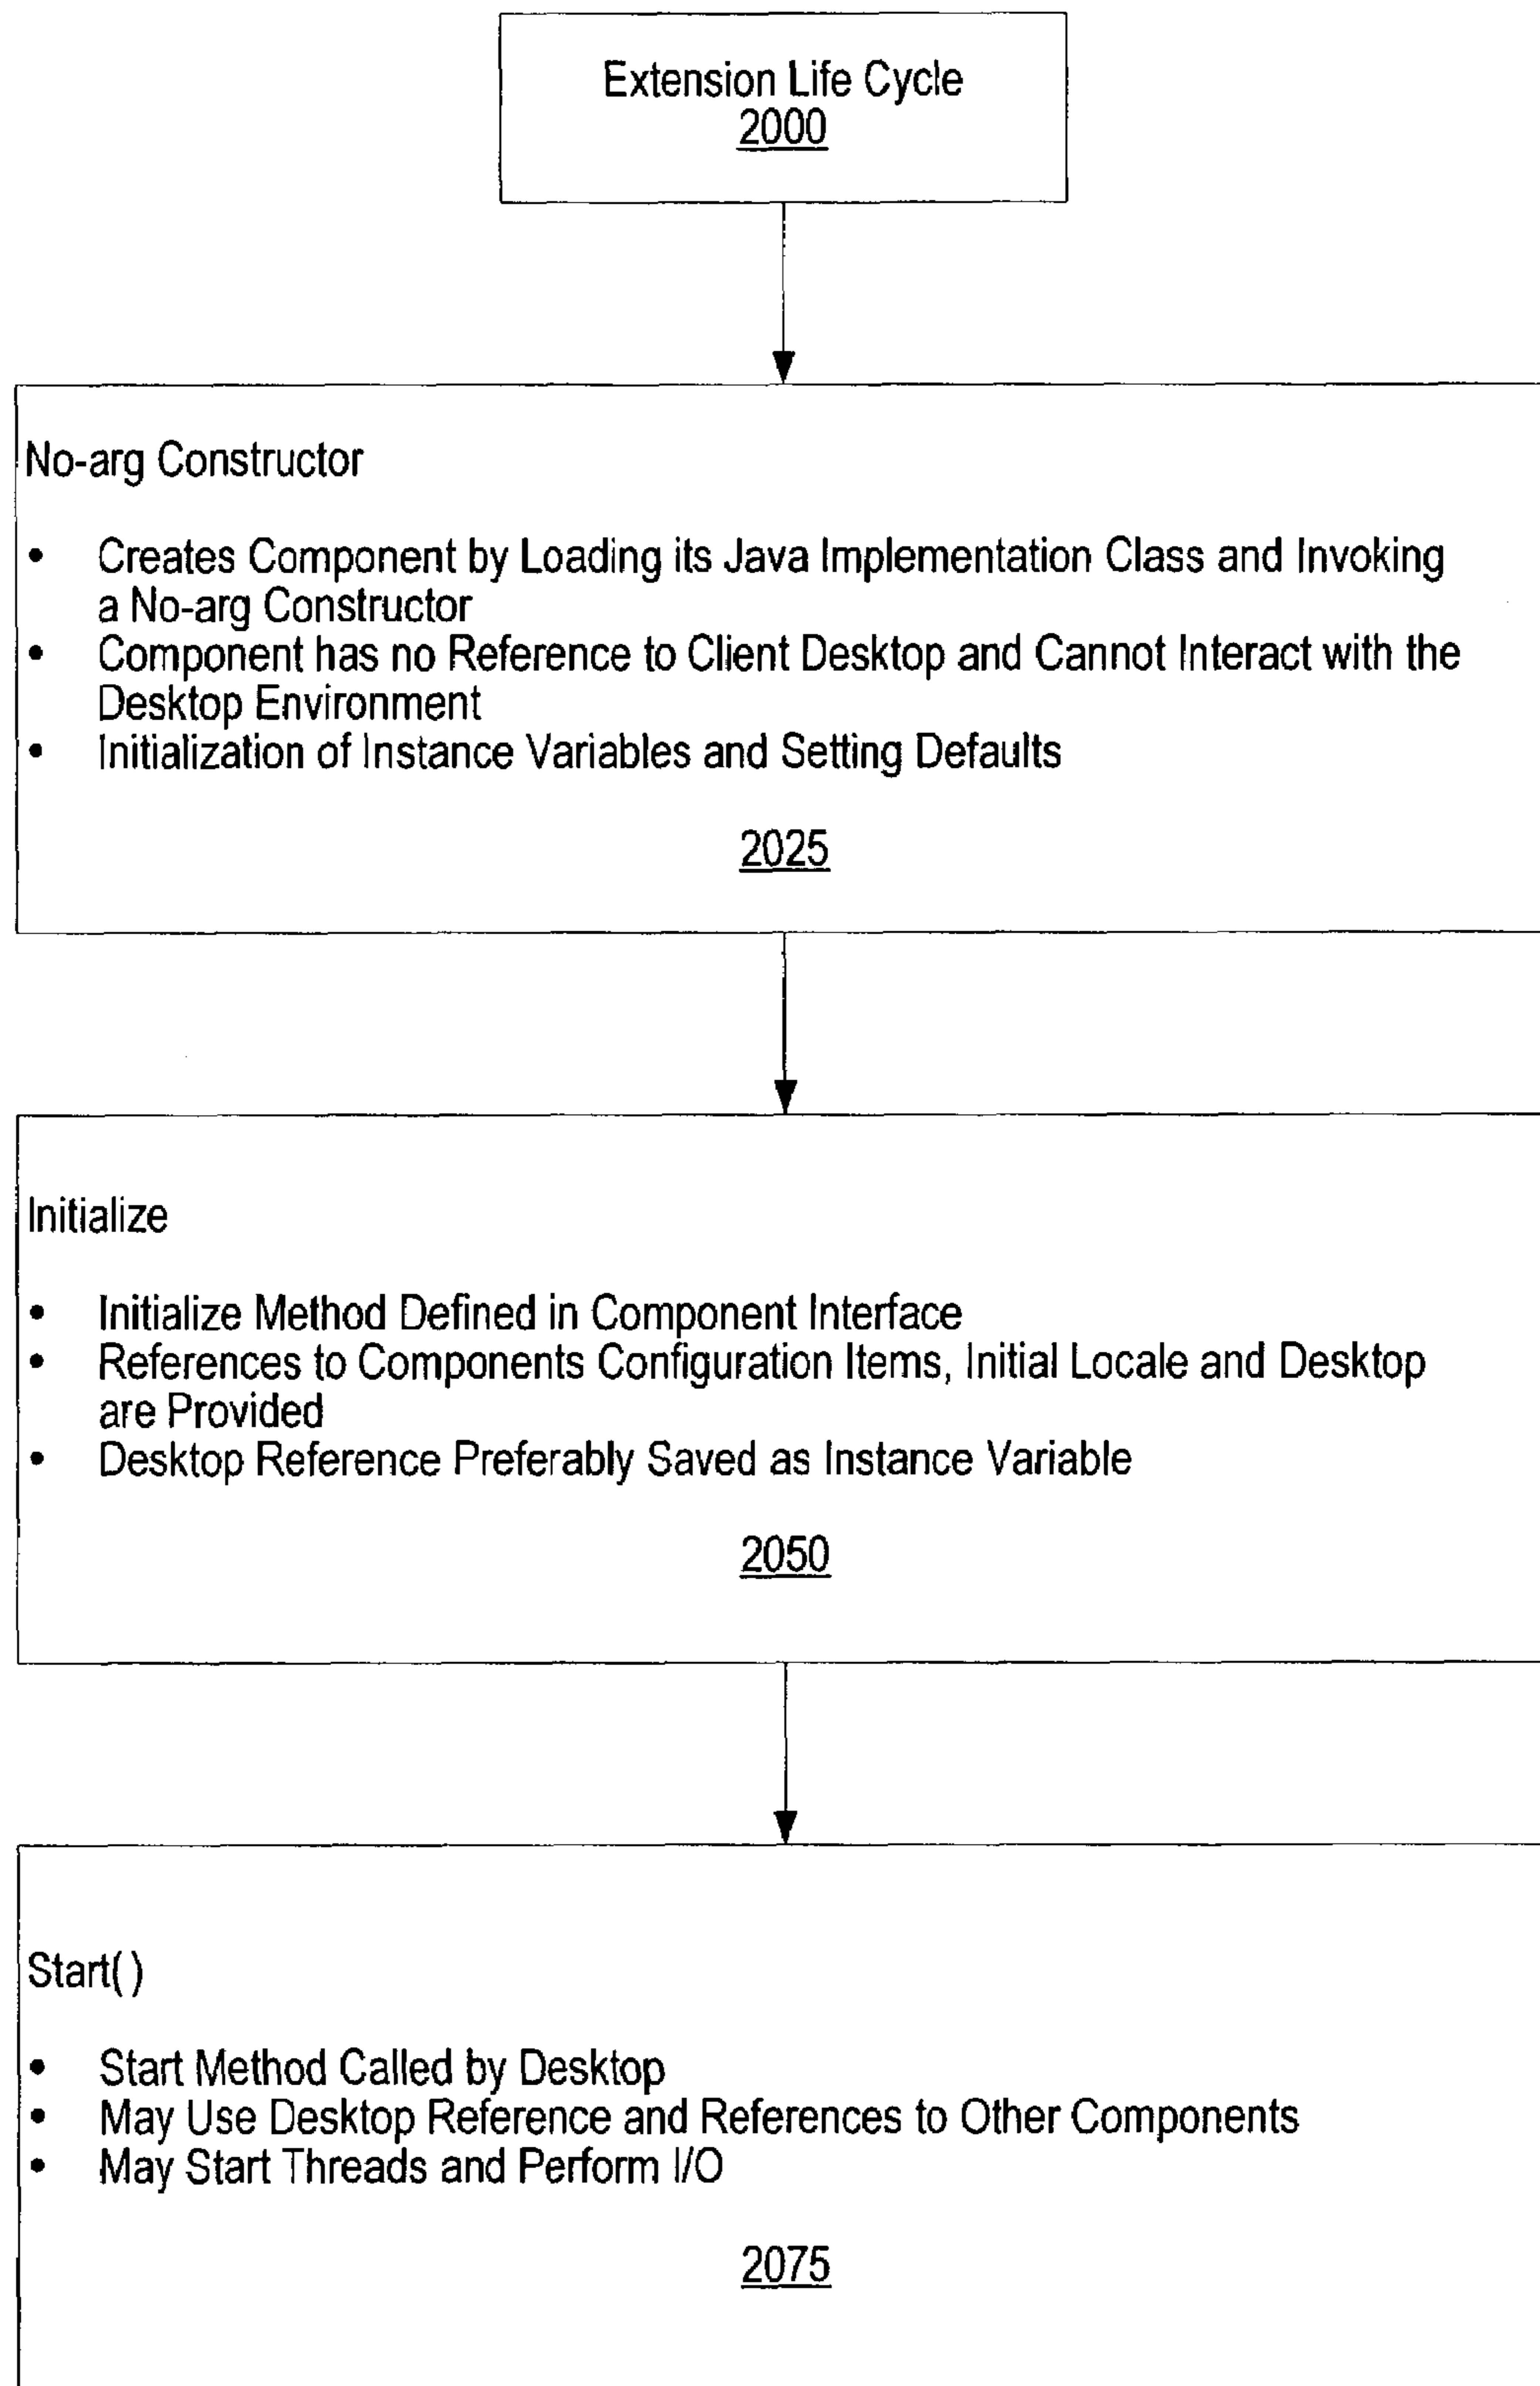 Extension Life Cycle
2000
No-arg Constructor
• Creates Component by Loading its Java Implementation Class and Invoking
a No-arg Constructor
• Component has no Reference to Client Desktop and Cannot Interact with the
Desktop Environment
• Initialization of Instance Variables and Setting Defaults
2025
Initialize
• Initialize Method Defined in Component Interface
• References to Components Configuration Items, Initial Locale and Desktop
are Provided
• Desktop Reference Preferably Saved as Instance Variable
2050
Start()
• Start Method Called by Desktop
• May Use Desktop Reference and References to Other Components
• May Start Threads and Perform I/O
2075